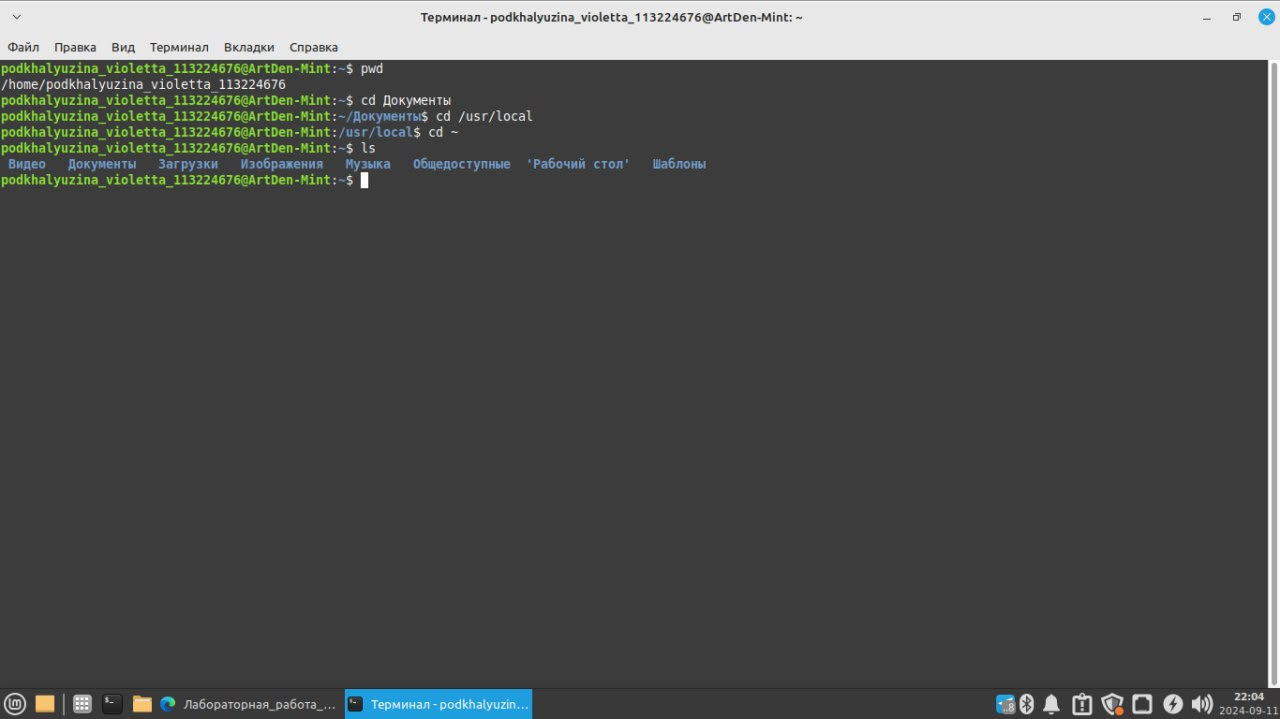 Терминал - podkhalyuzina_violetta_113224676@ArtDen-Mint: ~
Файл Правка Вид Терминал Вкладки Справка
podkhalyuzina_violetta_113224676@ArtDen-Mint:~$ pwd
/home/podkhalyuzina_violetta_113224676
podkhalyuzina_violetta_113224676@ArtDen-Mint:~$ cd Документы
podkhalyuzina_violetta_113224676@ArtDen-Mint:~/Документы$ cd /usr/local
podkhalyuzina_violetta_113224676@ArtDen-Mint:/usr/local$ cd ~
podkhalyuzina_violetta_113224676@ArtDen-Mint:~$ ls
Видео Документы Загрузки Изображения Музыка Общедоступные 'Рабочий стол' Шаблоны
podkhalyuzina_violetta_113224676@ArtDen-Mint:~$
Лабораторная_работа_... Терминал - podkhalyuzin... 22:04
2024-09-11